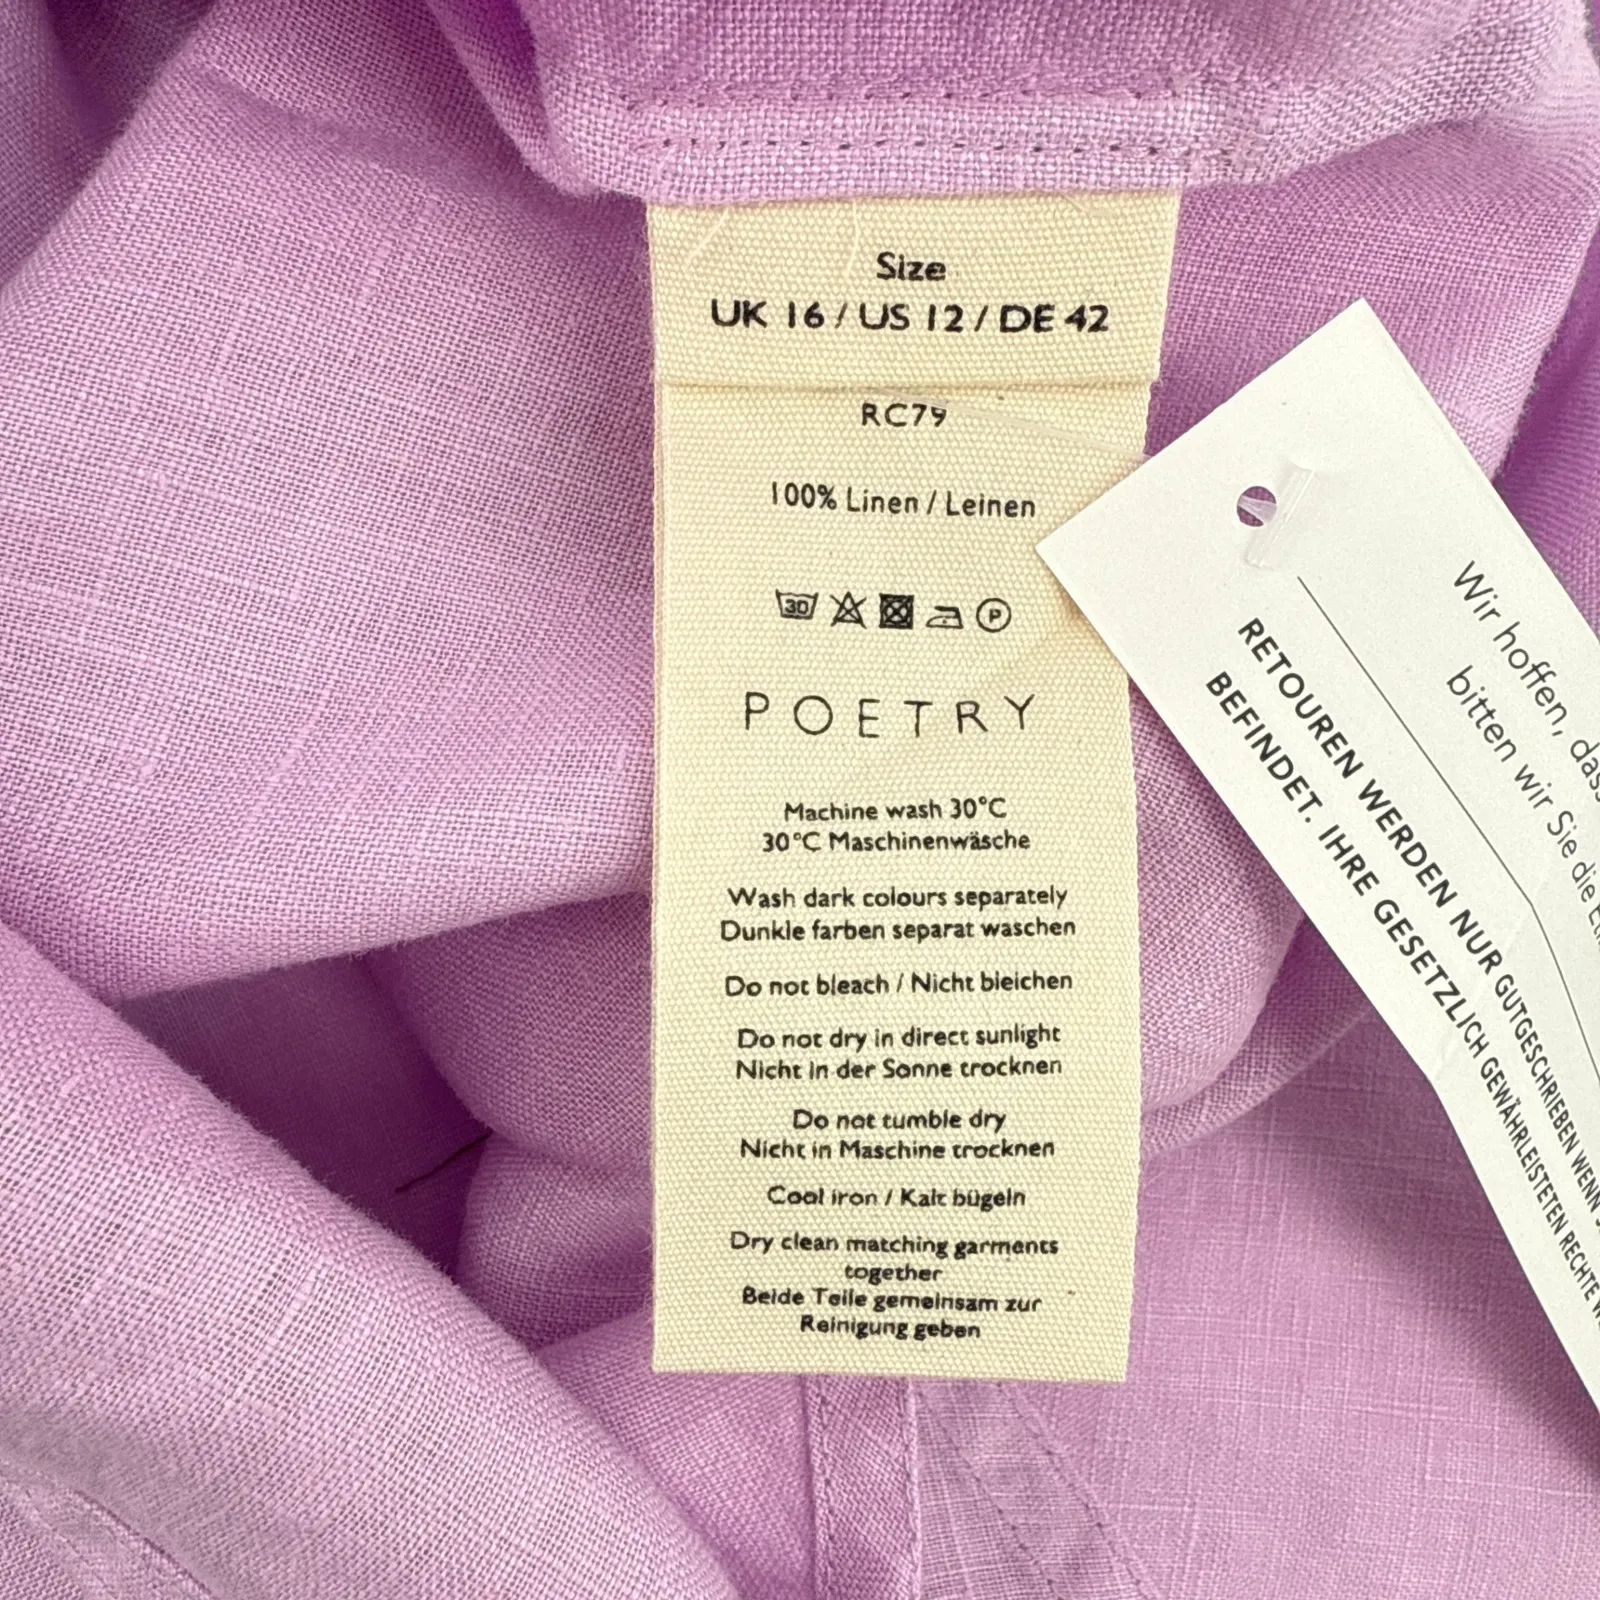 Size
UK 16 / US 12 / DE 42
RC79
100% Linen / Leinen
30
P
POETRY
Machine wash 30°C
30°C Maschinenwäsche
Wash dark colours separately
Dunkle farben separat waschen
Do not bleach / Nicht bleichen
Do not dry in direct sunlight
Nicht in der Sonne trocknen
Do not tumble dry
Nicht in Maschine trocknen
Cool iron / Kalt bügeln
Dry clean matching garments
together
Beide Teile gemeinsam zur
Reinigung geben
Wir hoffen, dass
bitten wir Sie die
RETOUREN WERDEN NUR GUTGESCHRIEBEN WENN
BEFINDET. IHRE GESETZLICH GEWÄHRLEISTETEN RECHTE